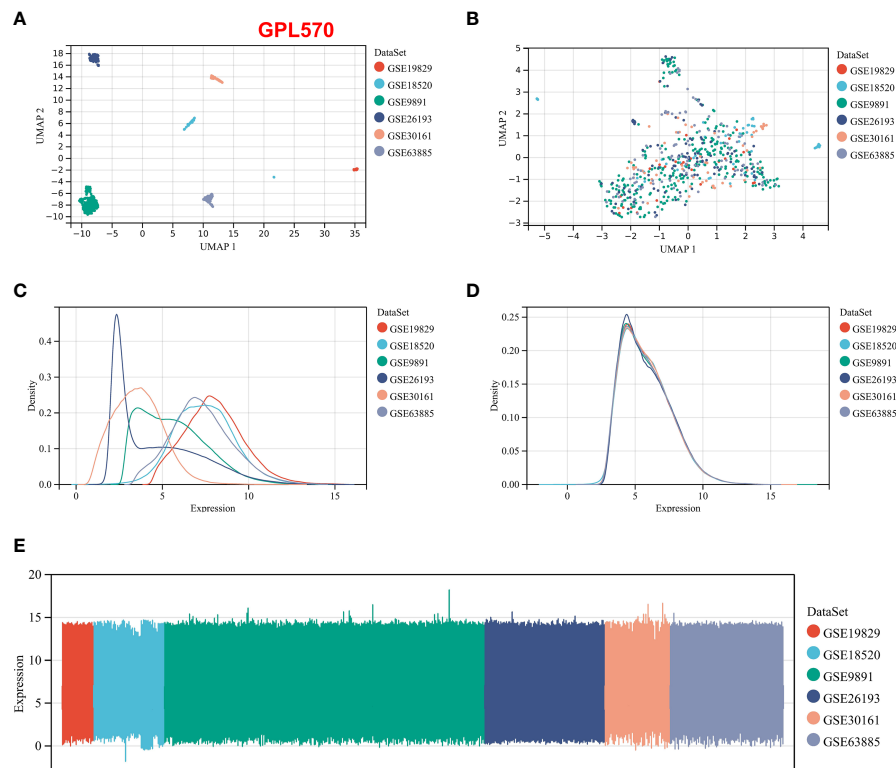 A
GPL570
18
16
14
12
10
8
6
4
2
0
−2
−4
−6
−8
−10
UMAP 2
−10
−5
0
5
10
15
20
25
30
35
UMAP 1
DataSet
GSE19829
GSE18520
GSE9891
GSE26193
GSE30161
GSE63885
B
5
4
3
2
1
0
−1
−2
−3
UMAP 2
−5
−4
−3
−2
−1
0
1
2
3
4
UMAP 1
DataSet
GSE19829
GSE18520
GSE9891
GSE26193
GSE30161
GSE63885
C
0.4
0.3
0.2
0.1
0.0
Density
0
5
10
15
Expression
DataSet
GSE19829
GSE18520
GSE9891
GSE26193
GSE30161
GSE63885
D
0.25
0.20
0.15
0.10
0.05
0.00
Density
0
5
10
15
Expression
DataSet
GSE19829
GSE18520
GSE9891
GSE26193
GSE30161
GSE63885
E
20
15
10
5
0
Expression
DataSet
GSE19829
GSE18520
GSE9891
GSE26193
GSE30161
GSE63885